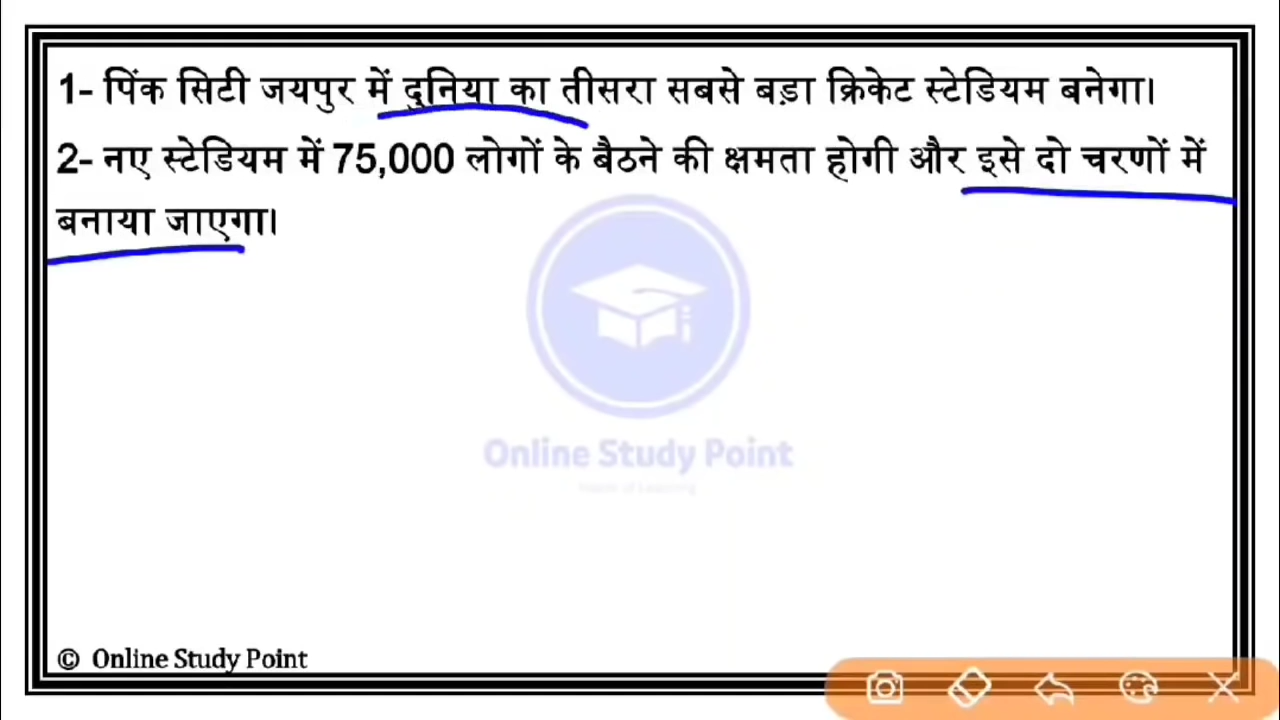 1- पिंक सिटी जयपुर में दुनिया का तीसरा सबसे बड़ा क्रिकेट स्टेडियम बनेगा।
2- नए स्टेडियम में 75,000 लोगों के बैठने की क्षमता होगी और इसे दो चरणों में
बनाया जाएगा।
Online Study Point
© Online Study Point